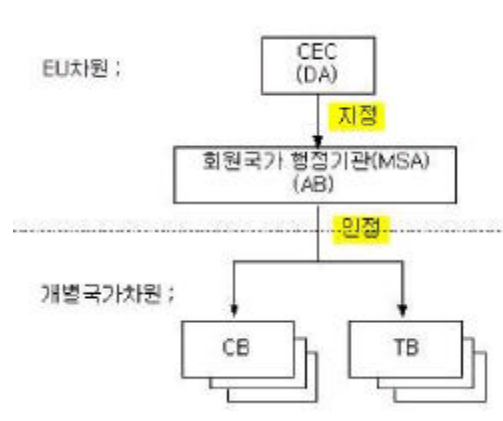 EU차원 ;
CEC
(DA)
지정
회원국가 행정기관(MSA)
(AB)
인정
개별국가차원 ;
CB
TB